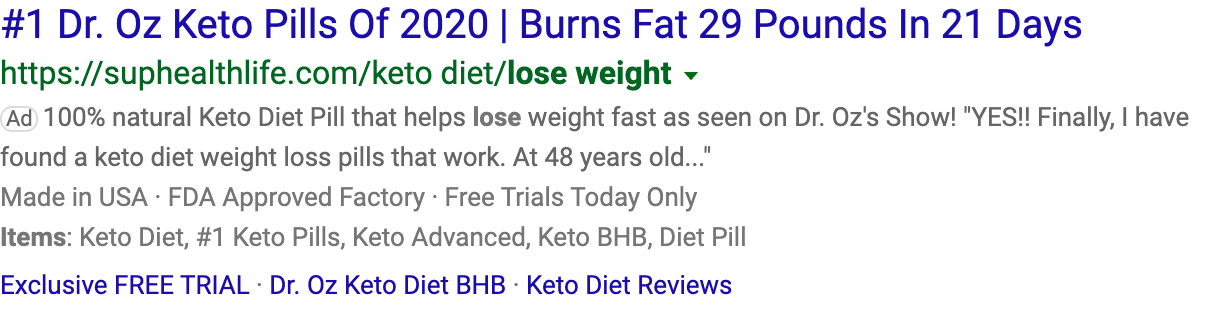 #1 Dr. Oz Keto Pills Of 2020 | Burns Fat 29 Pounds In 21 Days
https://suphealthlife.com/keto diet/lose weight
Ad 100% natural Keto Diet Pill that helps lose weight fast as seen on Dr. Oz's Show! "YES!! Finally, I have
found a keto diet weight loss pills that work. At 48 years old..."
Made in USA · FDA Approved Factory · Free Trials Today Only
Items: Keto Diet, #1 Keto Pills, Keto Advanced, Keto BHB, Diet Pill
Exclusive FREE TRIAL · Dr. Oz Keto Diet BHB · Keto Diet Reviews